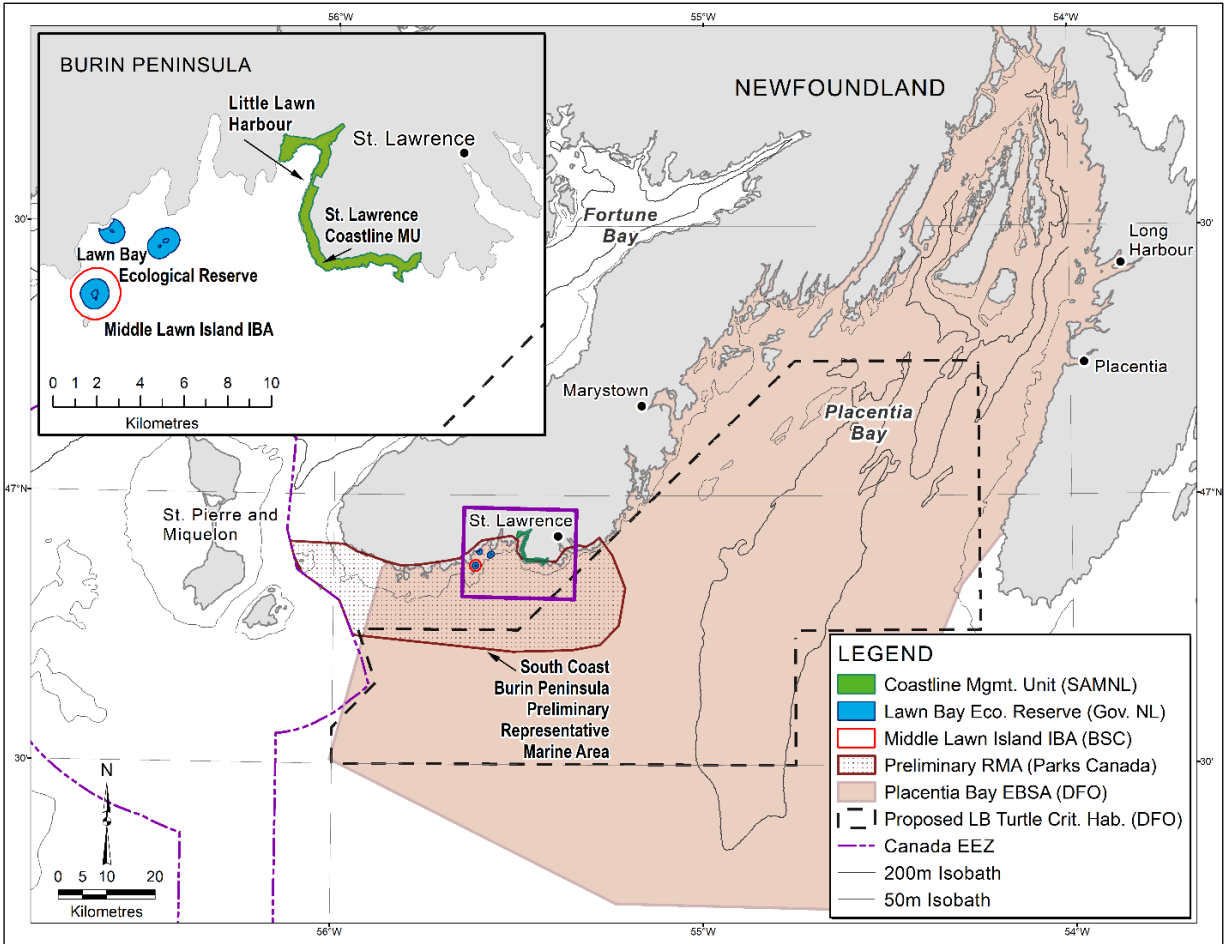 56°W
55°W
54°W
BURIN PENINSULA
Little Lawn
Harbour
St. Lawrence
St. Lawrence
Coastline MU
Lawn Bay
Ecological Reserve
Middle Lawn Island IBA
0 1 2 4 6 8 10
Kilometres
NEWFOUNDLAND
Fortune
Bay
30'
30'
Long
Harbour
Placentia
Marystown
Placentia
Bay
47°N
47°N
St. Pierre and
Miquelon
St. Lawrence
South Coast
Burin Peninsula
Preliminary
Representative
Marine Area
30'
30'
N
0 5 10 20
Kilometres
LEGEND
Coastline Mgmt. Unit (SAMNL)
Lawn Bay Eco. Reserve (Gov. NL)
Middle Lawn Island IBA (BSC)
Preliminary RMA (Parks Canada)
Placentia Bay EBSA (DFO)
Proposed LB Turtle Crit. Hab. (DFO)
Canada EEZ
200m Isobath
50m Isobath
56°W
55°W
54°W